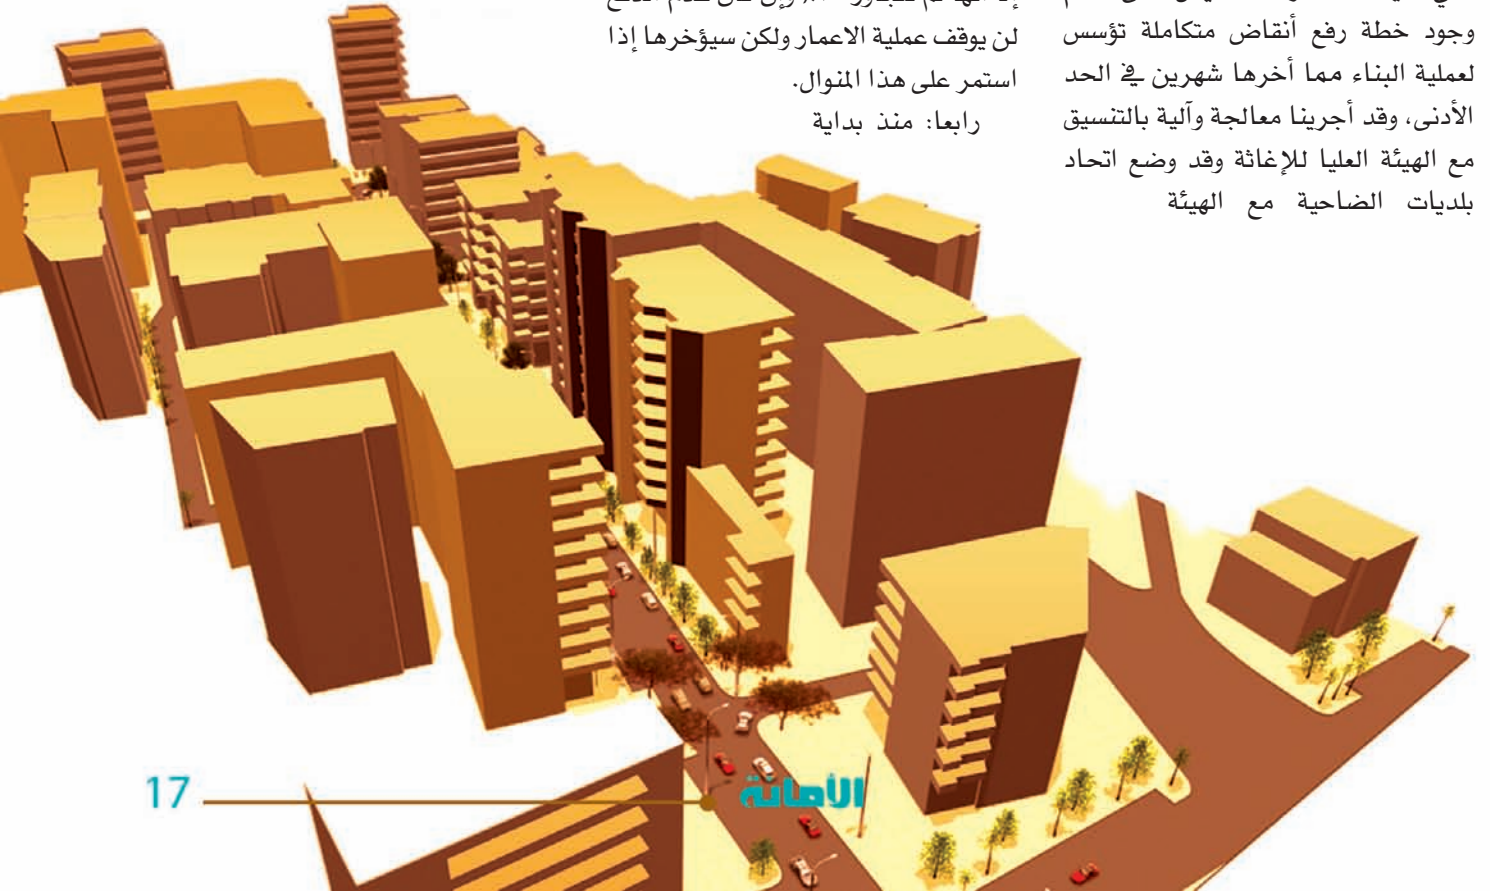 وجود خطة رفع أنقاض متكاملة تؤسس
لعملية البناء مما أخرها شهرين في الحد
الأدنى، وقد أجرينا معالجة وآلية بالتنسيق
مع الهيئة العليا للإغاثة وقد وضع اتحاد
بلديات الضاحية مع الهيئة
لن يوقف عملية الاعمار ولكن سيؤخرها إذا
استمر على هذا المنوال.
رابعا: منذ بداية
الأمانة
17